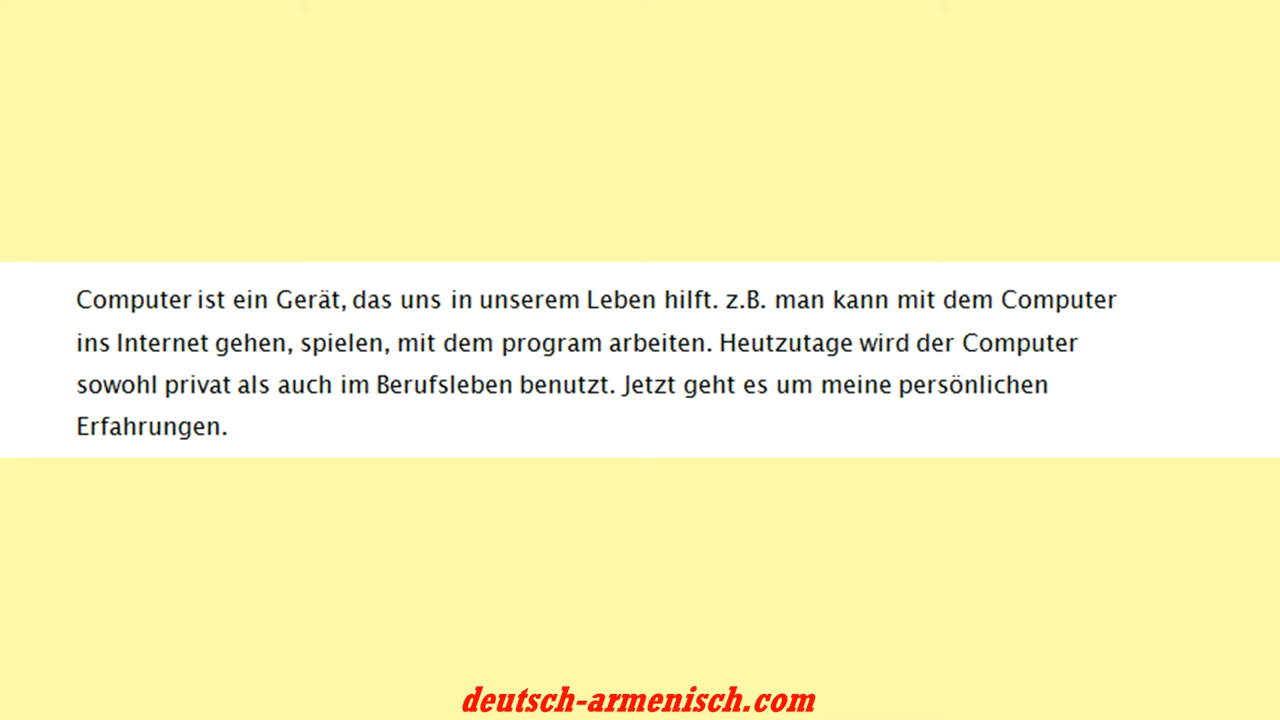 Computer ist ein Gerät, das uns in unserem Leben hilft. z.B. man kann mit dem Computer
ins Internet gehen, spielen, mit dem program arbeiten. Heutzutage wird der Computer
sowohl privat als auch im Berufsleben benutzt. Jetzt geht es um meine persönlichen
Erfahrungen.
deutsch-armenisch.com